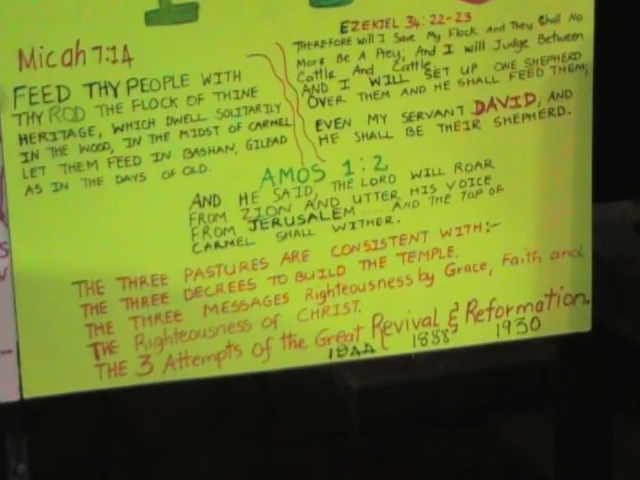 Micah 7:14
FEED THY PEOPLE WITH
THY ROD THE FLOCK OF THINE
HERITAGE, WHICH DWELL SOLITARILY
IN THE WOOD, IN THE MIDST OF CARMEL
LET THEM FEED IN BASHAN, GILEAD
AS IN THE DAYS OF OLD.
EZEKIEL 34:22-23
THEREFORE Will I Save My Flock And They Shall No
More Be A Prey; And I Will Judge Between
Cattle And Cattle.
AND I WILL SET UP ONE SHEPHERD
OVER THEM AND HE SHALL FEED THEM,
EVEN MY SERVANT DAVID, AND
HE SHALL BE THEIR SHEPHERD.
AMOS 1:2
AND HE SAID, THE LORD WILL ROAR
FROM ZION AND UTTER HIS VOICE
FROM JERUSALEM .... AND THE TOP OF
CARMEL SHALL WITHER.
THE THREE PASTURES ARE CONSISTENT WITH:-
THE THREE DECREES TO BUILD THE TEMPLE.
THE THREE MESSAGES Righteousness by Grace, Faith and
THE Righteousness of CHRIST.
THE 3 Attempts of the Great Revival & Reformation.
1844 1888 1930